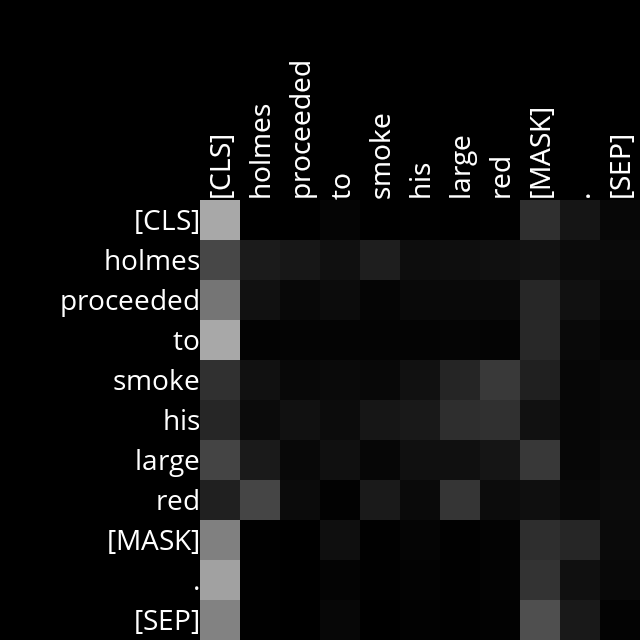 [CLS]
holmes
proceeded
to
smoke
his
large
red
[MASK]
.
[SEP]
[CLS]
holmes
proceeded
to
smoke
his
large
red
[MASK]
.
[SEP]